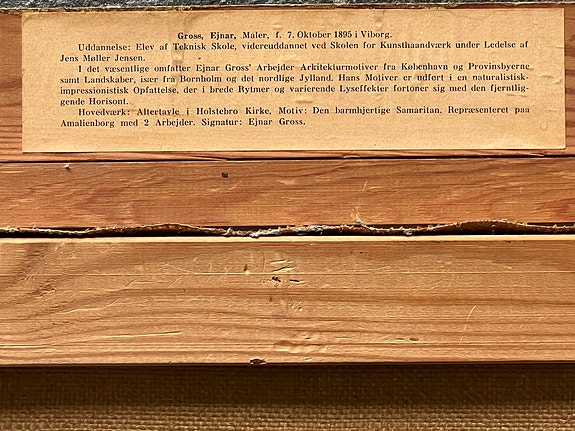 Gross, Ejnar, Maler, f. 7. Oktober 1895 i Viborg.
Uddannelse: Elev af Teknisk Skole, videreuddannet ved Skolen for Kunsthaandværk under Ledelse af
Jens Møller Jensen.
I det væsentlige omfatter Ejnar Gross' Arbejder Arkitekturmotiver fra København og Provinsbyerne
samt Landskaber, især fra Bornholm og det nordlige Jylland. Hans Motiver er udført i en naturalistisk-
impressionistisk Opfattelse, der i brede Rytmer og varierende Lyseffekter fortoner sig med den fjerntlig-
gende Horisont.
Hovedværk: Altertavle i Holstebro Kirke, Motiv: Den barmhjertige Samaritan. Repræsenteret paa
Amalienborg med 2 Arbejder. Signatur: Ejnar Gross.